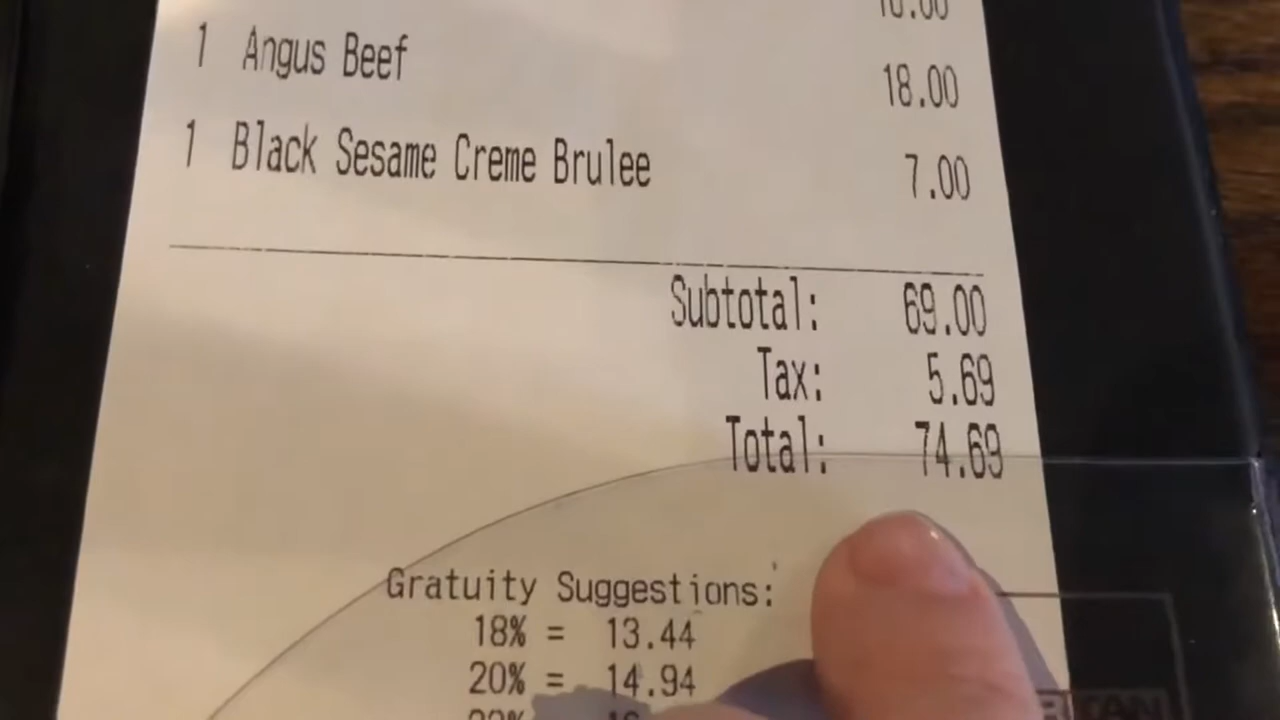 1 Angus Beef 18.00
1 Black Sesame Creme Brulee 7.00
Subtotal: 69.00
Tax: 5.69
Total: 74.69
Gratuity Suggestions:
18% = 13.44
20% = 14.94